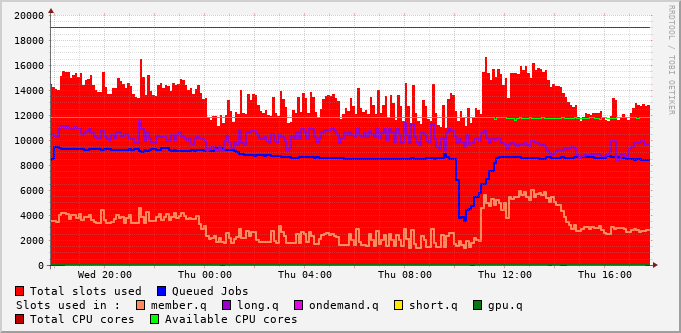 20000
18000
16000
14000
12000
10000
8000
6000
4000
2000
0
Wed 20:00 Thu 00:00 Thu 04:00 Thu 08:00 Thu 12:00 Thu 16:00
RRDTOOL / TOBI OETIKER
Total slots used Queued Jobs
Slots used in : member.q long.q ondemand.q short.q gpu.q
Total CPU cores Available CPU cores